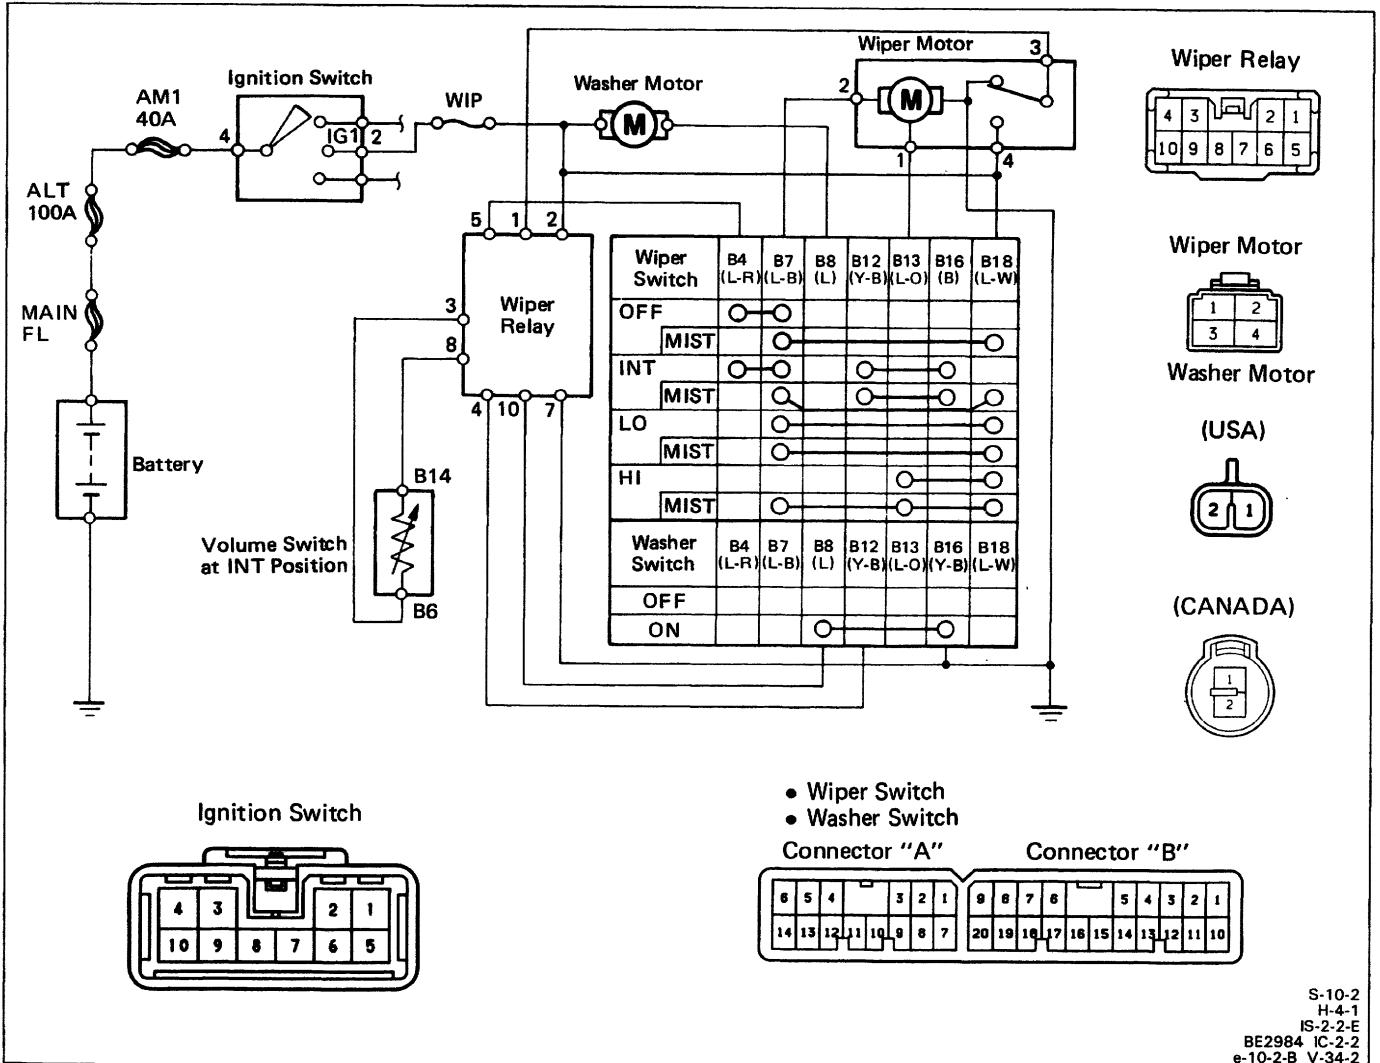 Ignition Switch
AM1
40A
4
IG1
2
WIP
Washer Motor
M
Wiper Motor
3
2
M
1
4
ALT
100A
MAIN
FL
Battery
5
1
2
3
8
Wiper
Relay
4
10
7
B14
Volume Switch
at INT Position
B6
Wiper
Switch
B4 B7 B8 B12 B13 B16 B18
(L-R) (L-B) (L) (Y-B) (L-O) (B) (L-W)
OFF
MIST
INT
MIST
LO
MIST
HI
MIST
Washer
Switch
B4 B7 B8 B12 B13 B16 B18
(L-R) (L-B) (L) (Y-B) (L-O) (Y-B) (L-W)
OFF
ON
Wiper Relay
4 3 2 1
10 9 8 7 6 5
Wiper Motor
1 2
3 4
Washer Motor
(USA)
2 1
(CANADA)
1
2
Ignition Switch
4 3 2 1
10 9 8 7 6 5
• Wiper Switch
• Washer Switch
Connector "A"
6 5 4 3 2 1
14 13 12 11 10 9 8 7
Connector "B"
9 8 7 6 5 4 3 2 1
20 19 18 17 16 15 14 13 12 11 10
S-10-2
H-4-1
IS-2-2-E
BE2984 IC-2-2
e-10-2-B V-34-2